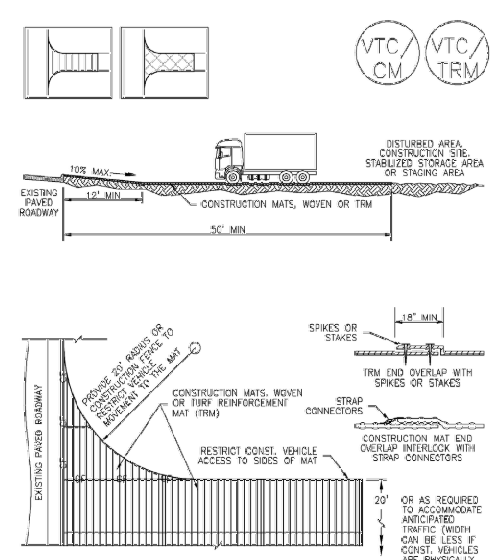 VTC/
CM
VTC/
TRM
DISTURBED AREA,
CONSTRUCTION SITE,
STABILIZED STORAGE AREA
OR STAGING AREA
10% MAX.
EXISTING
PAVED
ROADWAY
12' MIN
CONSTRUCTION MATS, WOVEN OR TRM
50' MIN
18" MIN
SPIKES OR
STAKES
TRM END OVERLAP WITH
SPIKES OR STAKES
STRAP
CONNECTORS
CONSTRUCTION MAT END
OVERLAP INTERLOCK WITH
STRAP CONNECTORS
PROVIDE 20' RADIUS OR
CONSTRUCTION FENCE TO
RESTRICT VEHICLE
MOVEMENT TO THE MAT
CONSTRUCTION MATS, WOVEN
OR TURF REINFORCEMENT
MAT (TRM)
RESTRICT CONST. VEHICLE
ACCESS TO SIDES OF MAT
EXISTING PAVED ROADWAY
20' OR AS REQUIRED
TO ACCOMMODATE
ANTICIPATED
TRAFFIC (WIDTH
CAN BE LESS IF
CONST. VEHICLES
ARE PHYSICALLY